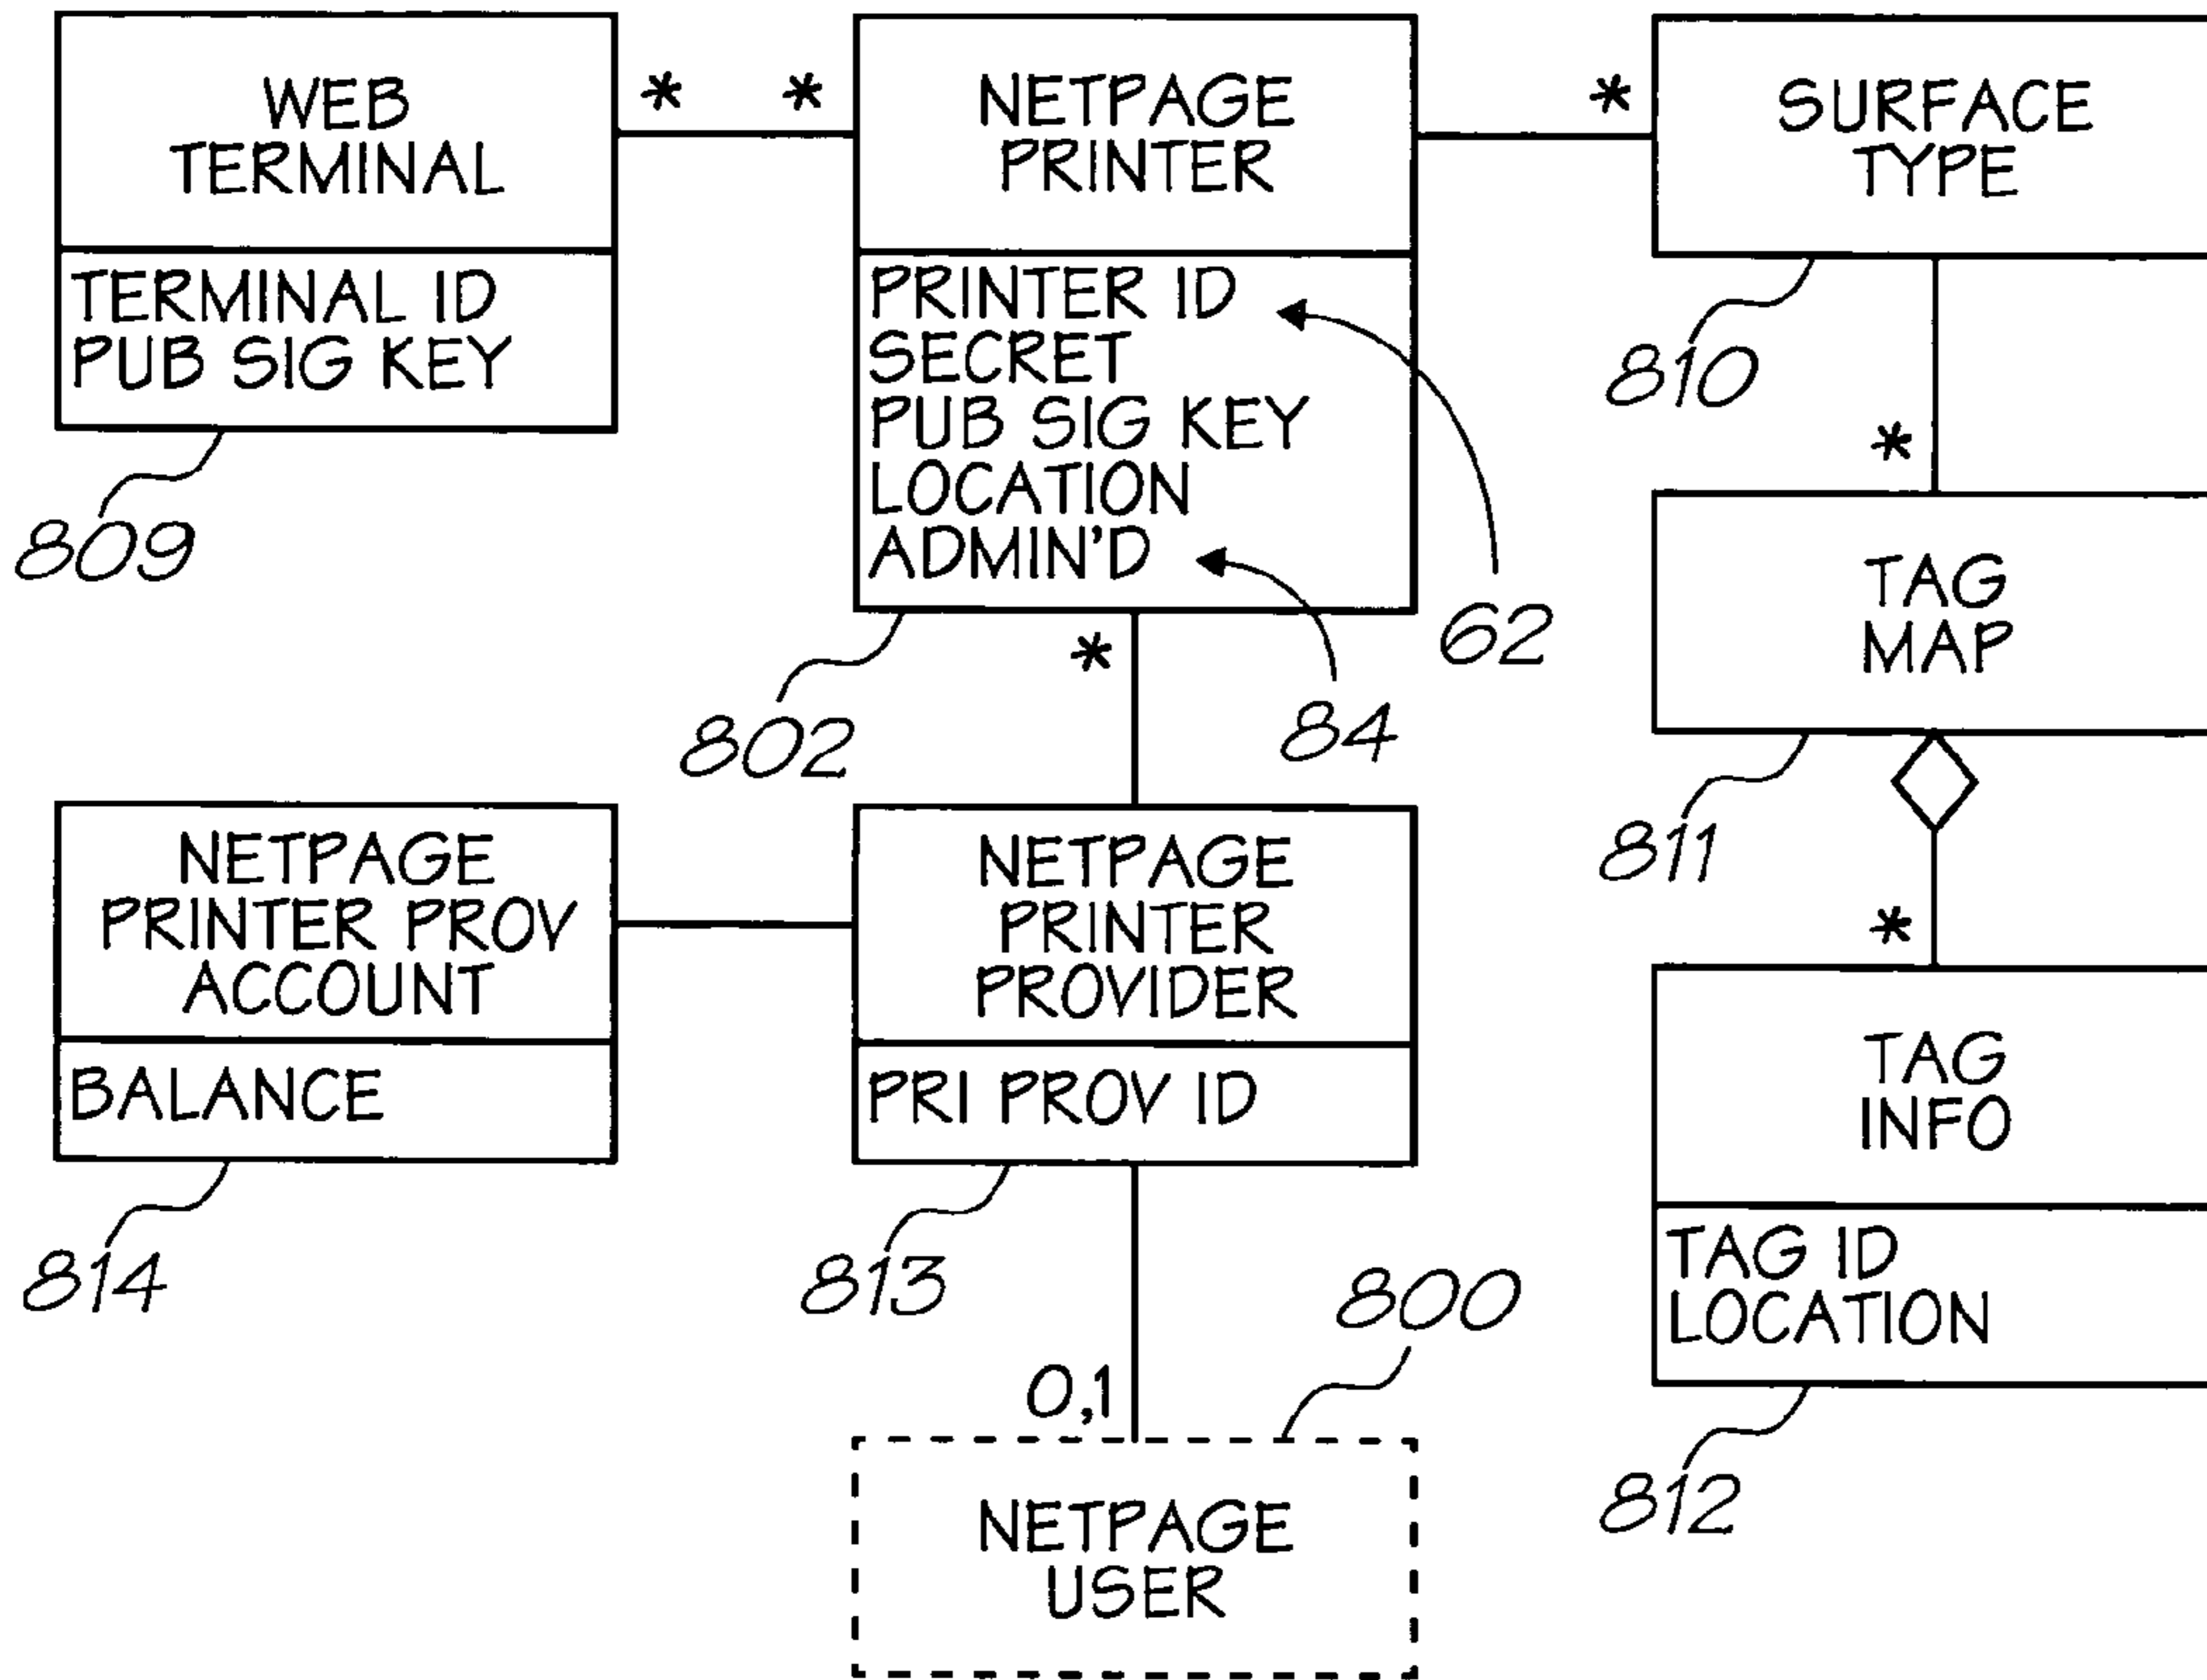 WEB
TERMINAL
TERMINAL ID
PUB SIG KEY
809
*
*
NETPAGE
PRINTER
PRINTER ID
SECRET
PUB SIG KEY
LOCATION
ADMIN'D
62
84
802
*
*
SURFACE
TYPE
810
*
TAG
MAP
811
*
TAG
INFO
TAG ID
LOCATION
812
NETPAGE
PRINTER PROV
ACCOUNT
BALANCE
814
NETPAGE
PRINTER
PROVIDER
PRI PROV ID
813
800
0,1
NETPAGE
USER